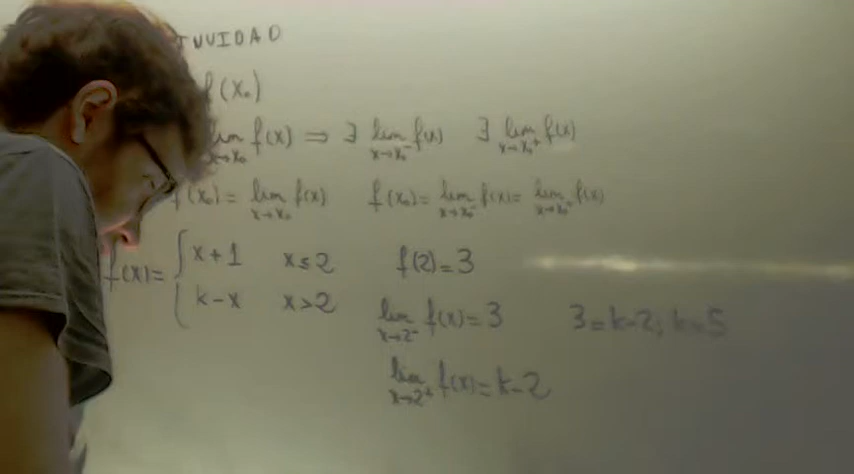 INUIDAD
f(x₀)
lim x→x₀ f(x) ⇒ ∃ lim x→x₀⁻ f(x) ∃ lim x→x₀⁺ f(x)
f(x₀) = lim x→x₀ f(x) f(x₀) = lim x→x₀⁻ f(x) = lim x→x₀⁺ f(x)
f(x) = { x+1 x≤2 f(2)=3
k-x x>2
lim x→2⁻ f(x) = 3 3=k-2; k=5
lim x→2⁺ f(x) = k-2